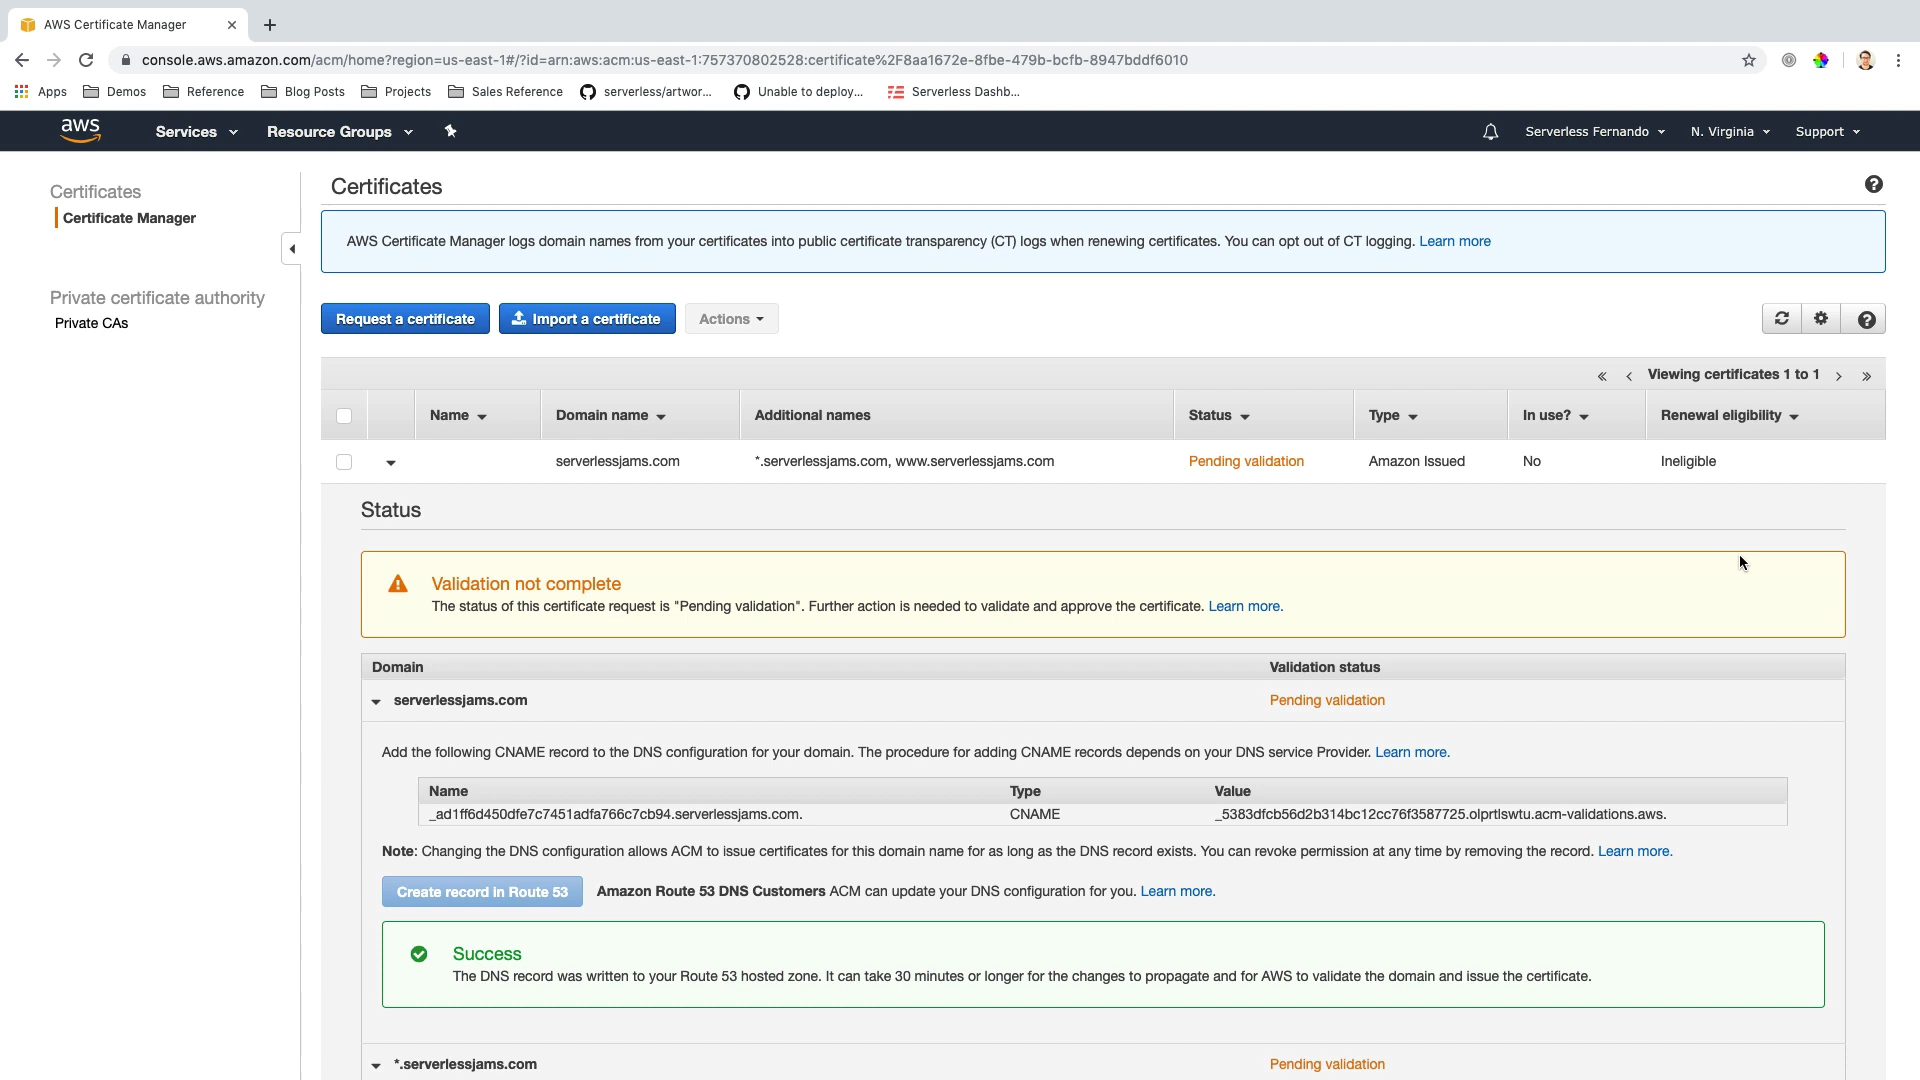 AWS Certificate Manager
console.aws.amazon.com/acm/home?region=us-east-1#/?id=arn:aws:acm:us-east-1:757370802528:certificate%2F8aa1672e-8fbe-479b-bcfb-8947bddf6010
Apps Demos Reference Blog Posts Projects Sales Reference serverless/artwor... Unable to deploy... Serverless Dashb...
aws Services Resource Groups Serverless Fernando N. Virginia Support
Certificates
Certificate Manager
Private certificate authority
Private CAs
Certificates
AWS Certificate Manager logs domain names from your certificates into public certificate transparency (CT) logs when renewing certificates. You can opt out of CT logging. Learn more
Request a certificate Import a certificate Actions
« ‹ Viewing certificates 1 to 1 › »
Name Domain name Additional names Status Type In use? Renewal eligibility
serverlessjams.com *.serverlessjams.com, www.serverlessjams.com Pending validation Amazon Issued No Ineligible
Status
Validation not complete
The status of this certificate request is "Pending validation". Further action is needed to validate and approve the certificate. Learn more.
Domain Validation status
serverlessjams.com Pending validation
Add the following CNAME record to the DNS configuration for your domain. The procedure for adding CNAME records depends on your DNS service Provider. Learn more.
Name Type Value
_ad1ff6d450dfe7c7451adfa766c7cb94.serverlessjams.com. CNAME _5383dfcb56d2b314bc12cc76f3587725.olprtlswtu.acm-validations.aws.
Note: Changing the DNS configuration allows ACM to issue certificates for this domain name for as long as the DNS record exists. You can revoke permission at any time by removing the record. Learn more.
Create record in Route 53 Amazon Route 53 DNS Customers ACM can update your DNS configuration for you. Learn more.
Success
The DNS record was written to your Route 53 hosted zone. It can take 30 minutes or longer for the changes to propagate and for AWS to validate the domain and issue the certificate.
*.serverlessjams.com Pending validation